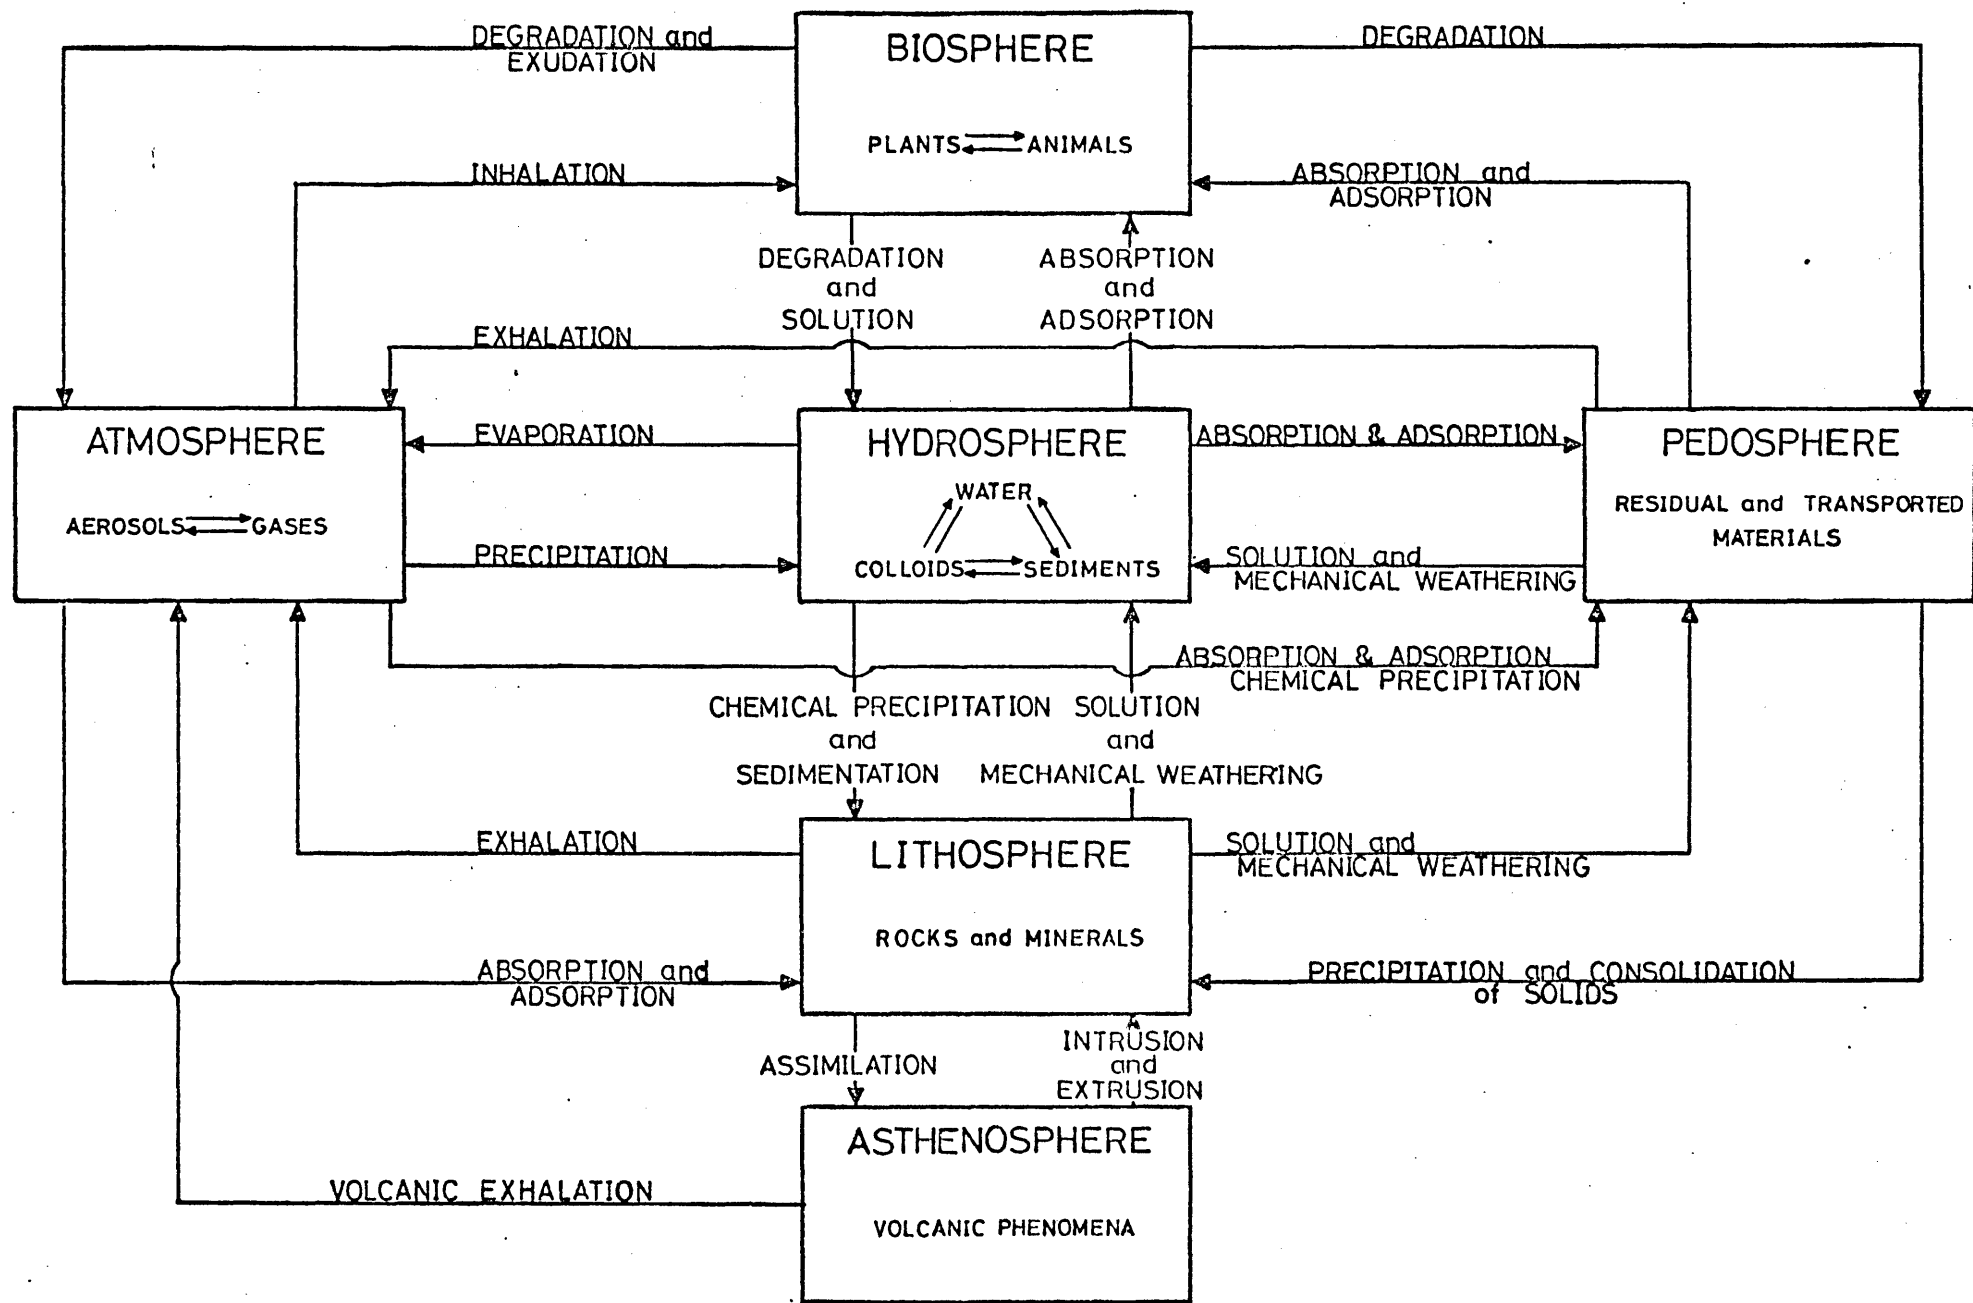 DEGRADATION and
EXUDATION
BIOSPHERE
DEGRADATION
PLANTS ANIMALS
INHALATION
ABSORPTION and
ADSORPTION
DEGRADATION
and
SOLUTION
ABSORPTION
and
ADSORPTION
EXHALATION
ATMOSPHERE
AEROSOLS GASES
EVAPORATION
PRECIPITATION
HYDROSPHERE
WATER
COLLOIDS SEDIMENTS
ABSORPTION & ADSORPTION
SOLUTION and
MECHANICAL WEATHERING
PEDOSPHERE
RESIDUAL and TRANSPORTED
MATERIALS
ABSORPTION & ADSORPTION
CHEMICAL PRECIPITATION
CHEMICAL PRECIPITATION
and
SEDIMENTATION
SOLUTION
and
MECHANICAL WEATHERING
EXHALATION
LITHOSPHERE
ROCKS and MINERALS
SOLUTION and
MECHANICAL WEATHERING
ABSORPTION and
ADSORPTION
PRECIPITATION and CONSOLIDATION
of SOLIDS
ASSIMILATION
INTRUSION
and
EXTRUSION
ASTHENOSPHERE
VOLCANIC PHENOMENA
VOLCANIC EXHALATION